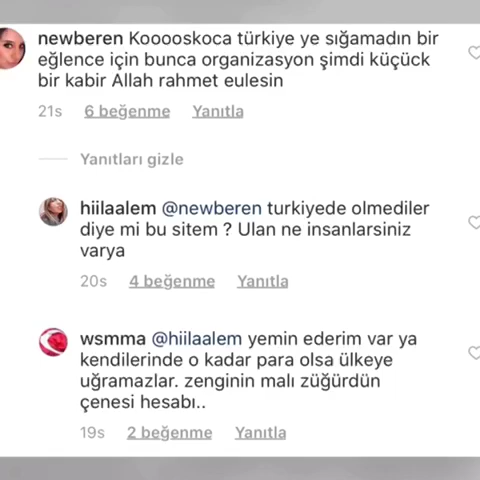 newberen Kooooskoca türkiye ye sığamadın bir
eğlence için bunca organizasyon şimdi küçück
bir kabir Allah rahmet eulesin
21s 6 beğenme Yanıtla
Yanıtları gizle
hiilaalem @newberen turkiyede olmediler
diye mi bu sitem ? Ulan ne insanlarsiniz
varya
20s 4 beğenme Yanıtla
wsmma @hiilaalem yemin ederim var ya
kendilerinde o kadar para olsa ülkeye
uğramazlar. zenginin malı züğürdün
çenesi hesabı..
19s 2 beğenme Yanıtla